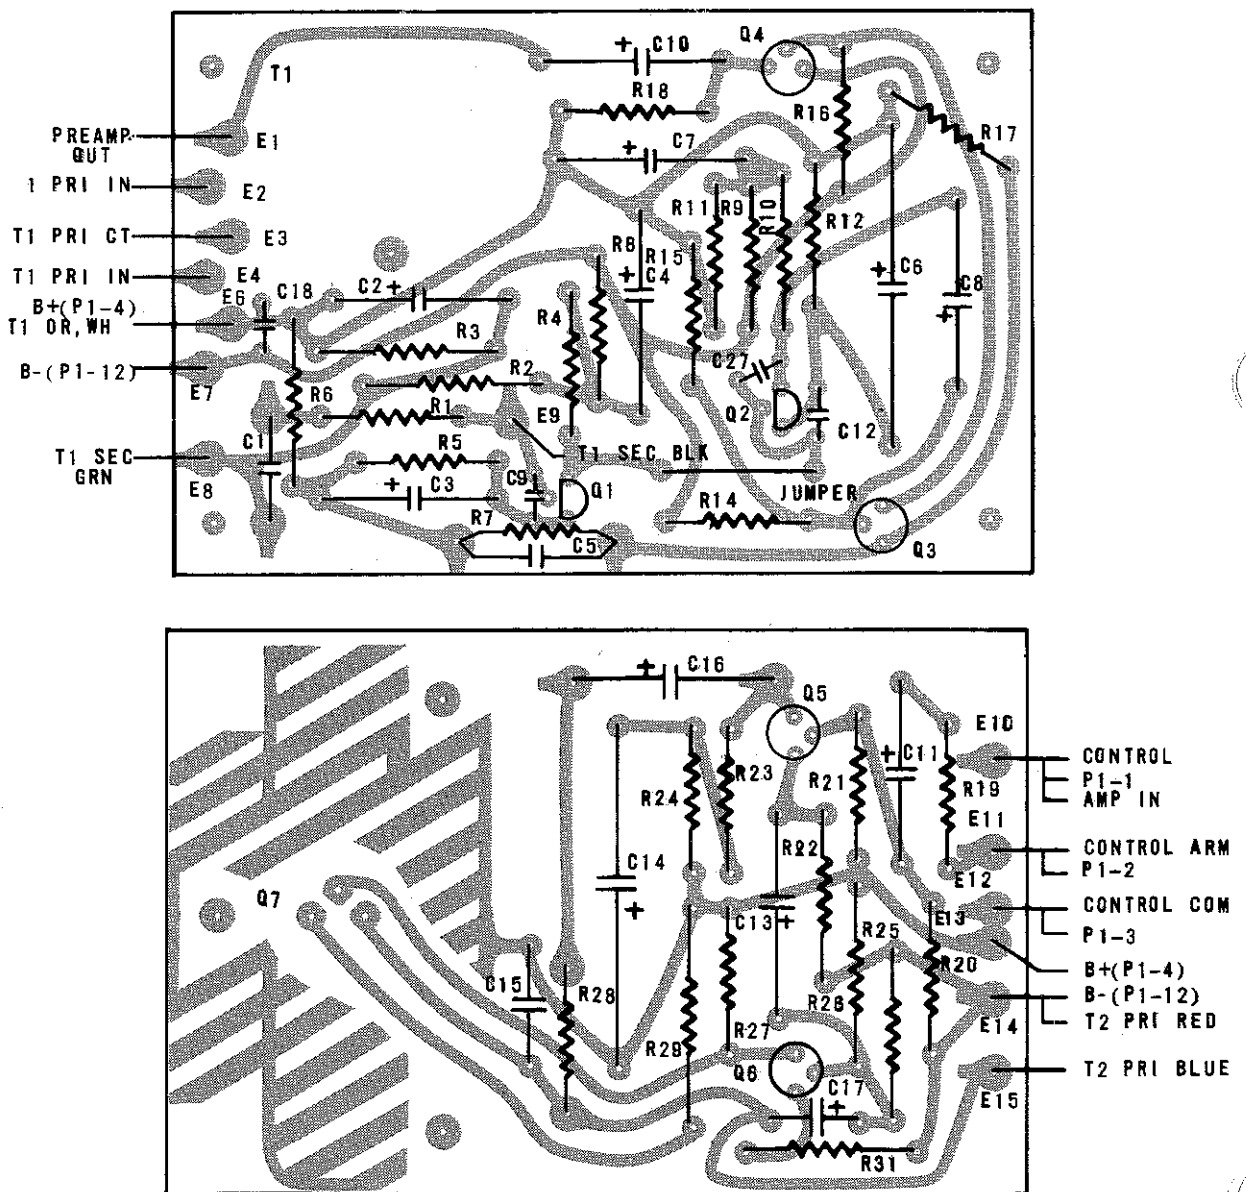 C10
Q4
T1
R18
R16
R17
PREAMP
OUT
E1
C7
1 PRI IN
E2
R11
R9
R10
R12
T1 PRI CT
E3
R8
R15
T1 PRI IN
E4
C4
C6
C8
B+(P1-4)
E6
C18
C2
T1 OR,WH
R3
R4
B-(P1-12)
E7
R2
C27
R6
R1
E9
Q2
C12
C1
T1 SEC
GRN
R5
T1 SEC BLK
E8
C3
C9
Q1
JUMPER
R7
R14
C5
Q3
C16
Q5
E10
CONTROL
P1-1
AMP IN
R24
R23
R21
C11
R19
E11
R22
CONTROL ARM
P1-2
C14
E12
Q7
C13
E13
CONTROL COM
P1-3
R25
R20
B+(P1-4)
C15
R28
R26
B-(P1-12)
T2 PRI RED
R29
R27
E14
Q6
C17
T2 PRI BLUE
E15
R31